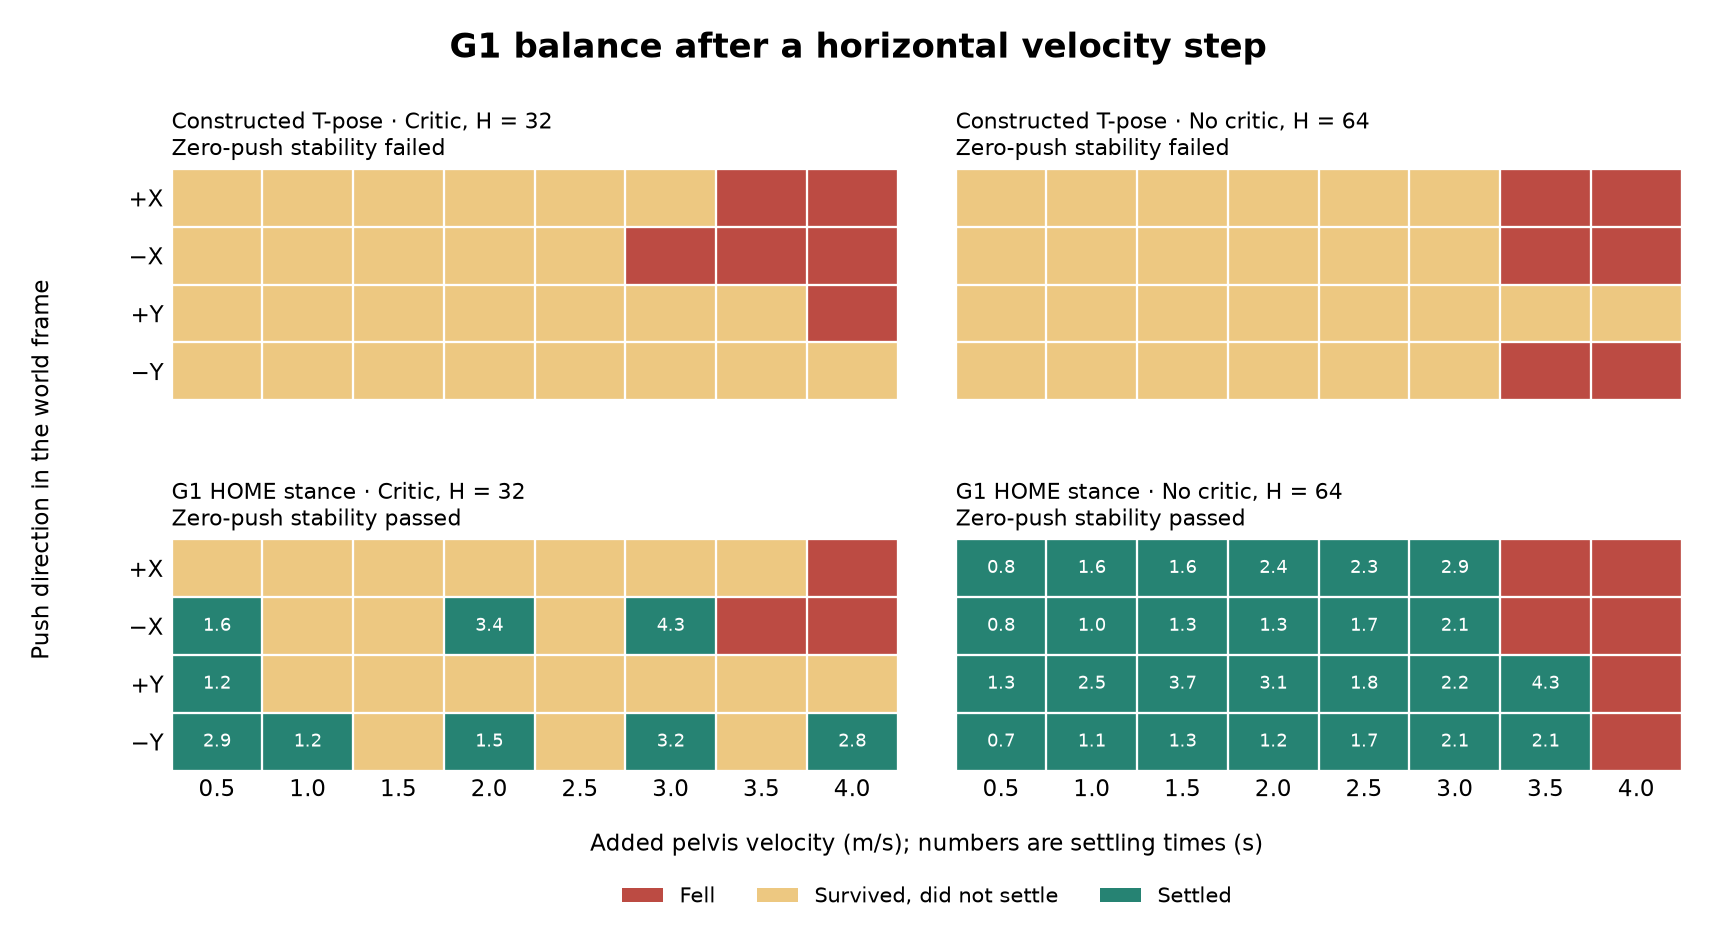 G1 balance after a horizontal velocity step
Constructed T-pose · Critic, H = 32
Zero-push stability failed
Constructed T-pose · No critic, H = 64
Zero-push stability failed
Push direction in the world frame
+X
−X
+Y
−Y
G1 HOME stance · Critic, H = 32
Zero-push stability passed
G1 HOME stance · No critic, H = 64
Zero-push stability passed
+X
−X 1.6 3.4 4.3
+Y 1.2
−Y 2.9 1.2 1.5 3.2 2.8
0.5 1.0 1.5 2.0 2.5 3.0 3.5 4.0
0.8 1.6 1.6 2.4 2.3 2.9
0.8 1.0 1.3 1.3 1.7 2.1
1.3 2.5 3.7 3.1 1.8 2.2 4.3
0.7 1.1 1.3 1.2 1.7 2.1 2.1
0.5 1.0 1.5 2.0 2.5 3.0 3.5 4.0
Added pelvis velocity (m/s); numbers are settling times (s)
Fell Survived, did not settle Settled